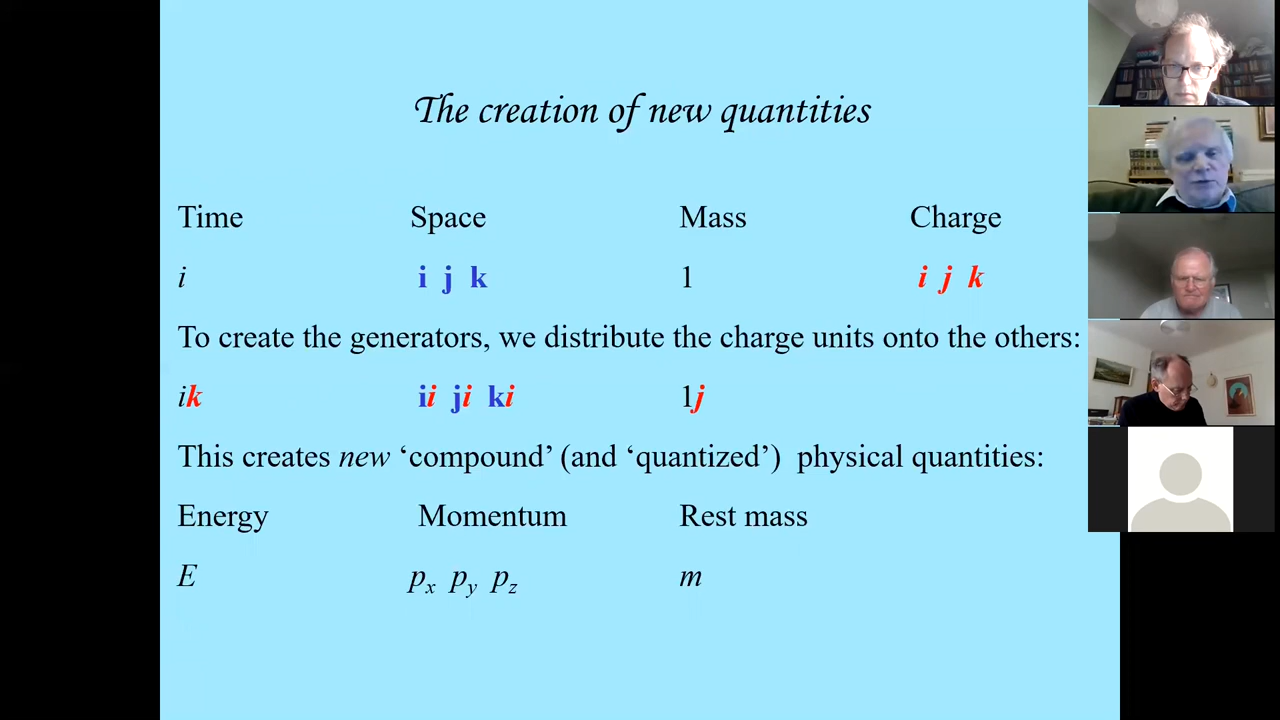 The creation of new quantities
Time Space Mass Charge
i i j k 1 i j k
To create the generators, we distribute the charge units onto the others:
ik ii ji ki 1j
This creates new ‘compound’ (and ‘quantized’) physical quantities:
Energy Momentum Rest mass
E px py pz m